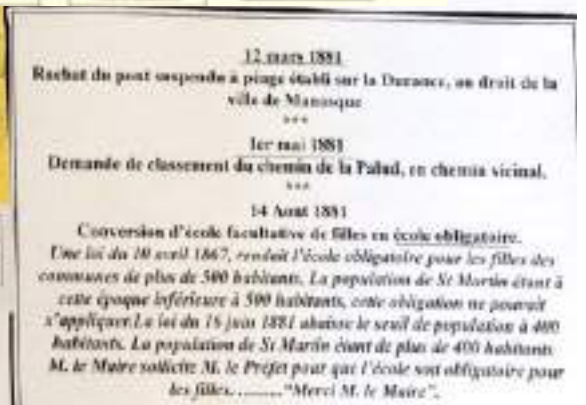 12 mars 1881
Rachat du pont suspendu à péage établi sur la Durance, au droit de la
ville de Manosque
***
1er mai 1881
Demande de classement du chemin de la Palud, en chemin vicinal.
***
14 Aout 1881
Conversion d'école facultative de filles en école obligatoire.
Une loi du 10 avril 1867, rendait l'école obligatoire pour les filles des
communes de plus de 500 habitants. La population de St Martin étant à
cette époque inférieure à 500 habitants, cette obligation ne pouvait
s'appliquer. La loi du 16 juin 1881 abaisse le seuil de population à 400
habitants. La population de St Martin étant de plus de 400 habitants
M. le Maire sollicite M. le Préfet pour que l'école soit obligatoire pour
les filles.........."Merci M. le Maire".